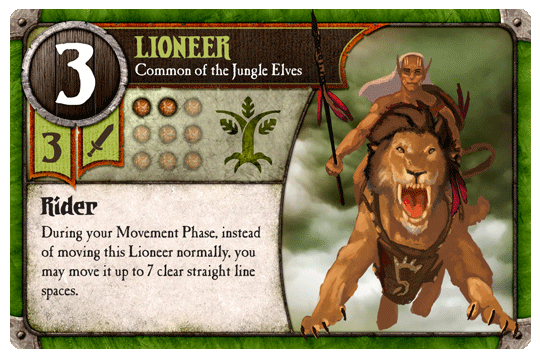 3
LIONEER
Common of the Jungle Elves
3
Rider
During your Movement Phase, instead
of moving this Lioneer normally, you
may move it up to 7 clear straight line
spaces.